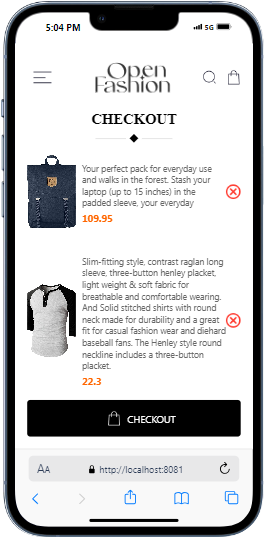 5:04 PM
5G
Open
Fashion
CHECKOUT
Your perfect pack for everyday use
and walks in the forest. Stash your
laptop (up to 15 inches) in the
padded sleeve, your everyday
109.95
Slim-fitting style, contrast raglan long
sleeve, three-button henley placket,
light weight & soft fabric for
breathable and comfortable wearing.
And Solid stitched shirts with round
neck made for durability and a great
fit for casual fashion wear and diehard
baseball fans. The Henley style round
neckline includes a three-button
placket.
22.3
CHECKOUT
AA
http://localhost:8081